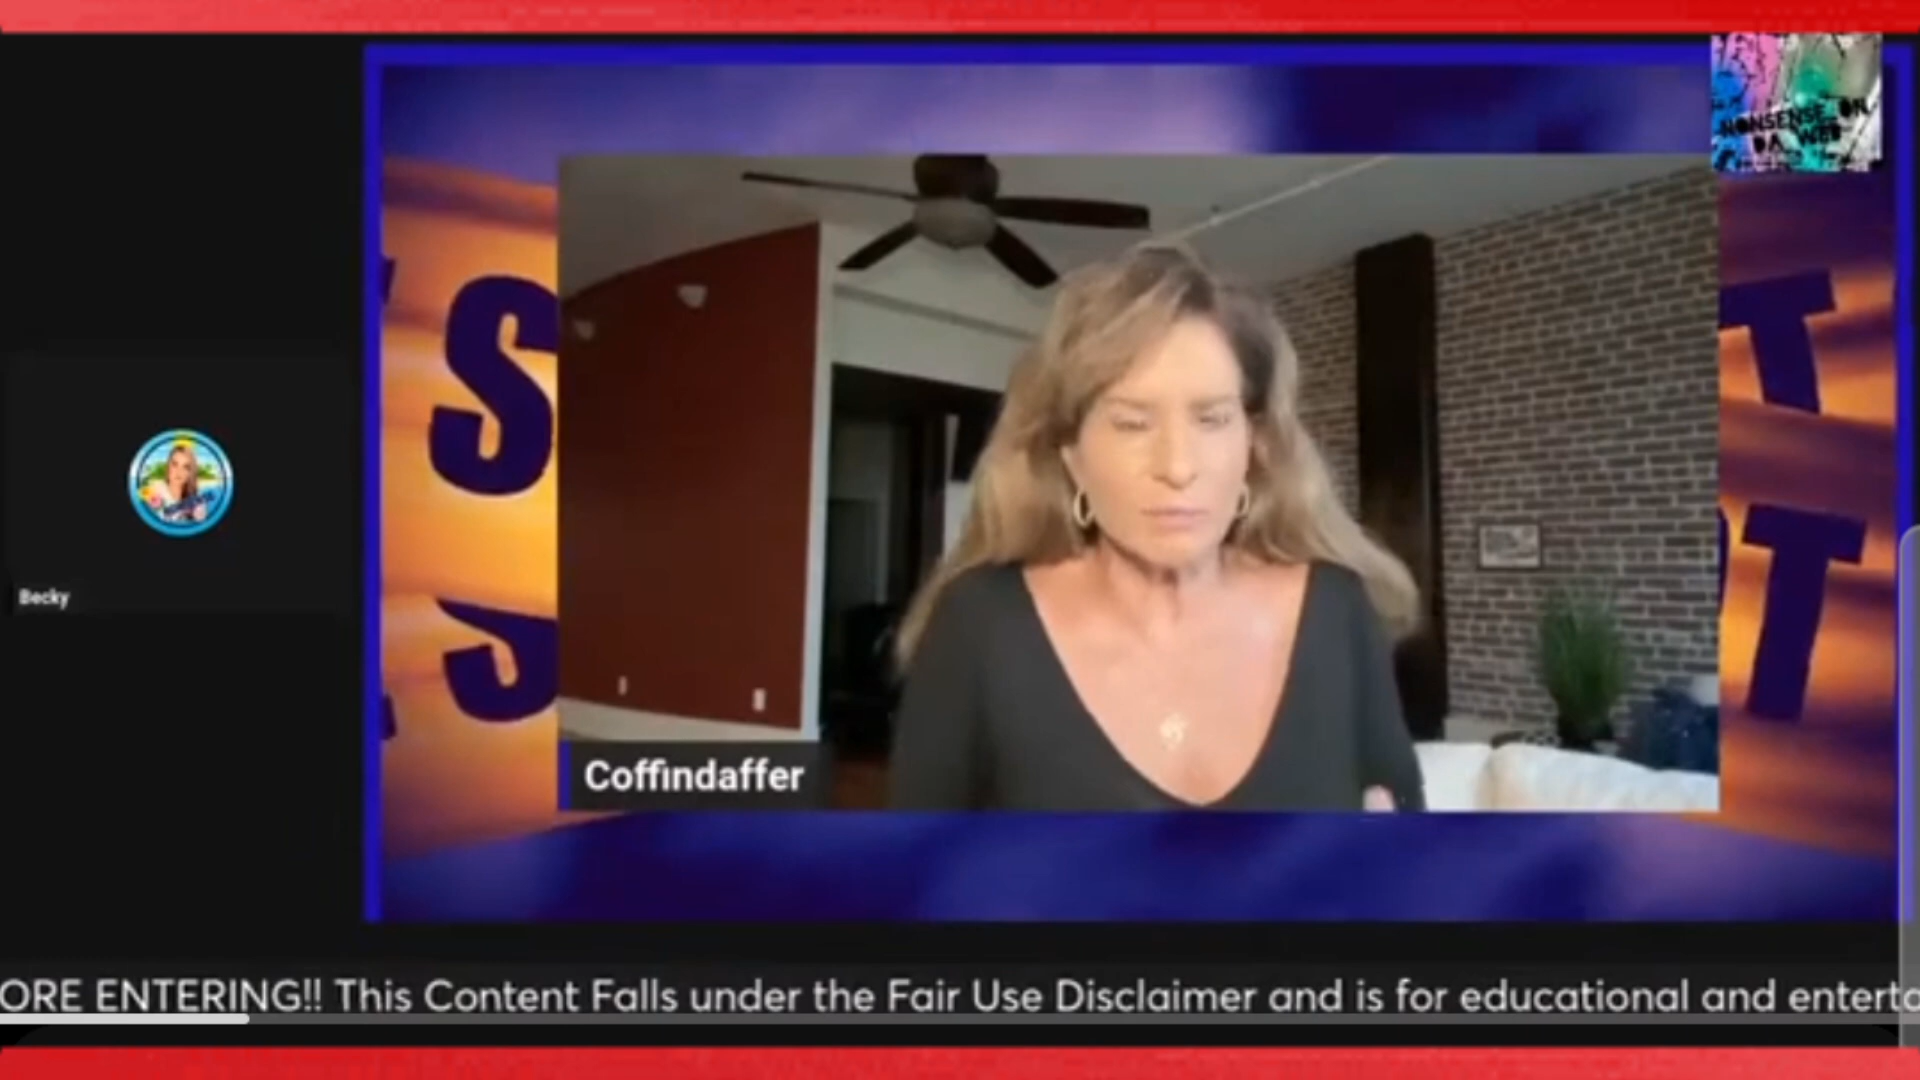 NONSENSE ON
DA WEB
'S
T
S
OT
Becky
Coffindaffer
ORE ENTERING!! This Content Falls under the Fair Use Disclaimer and is for educational and enterta